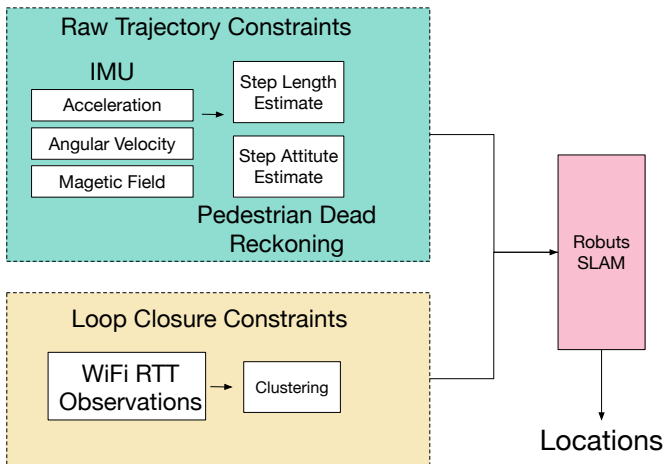 Raw Trajectory Constraints
IMU
Acceleration
Angular Velocity
Magetic Field
Step Length
Estimate
Step Attitute
Estimate
Pedestrian Dead
Reckoning
Loop Closure Constraints
WiFi RTT
Observations
Clustering
Robuts
SLAM
Locations